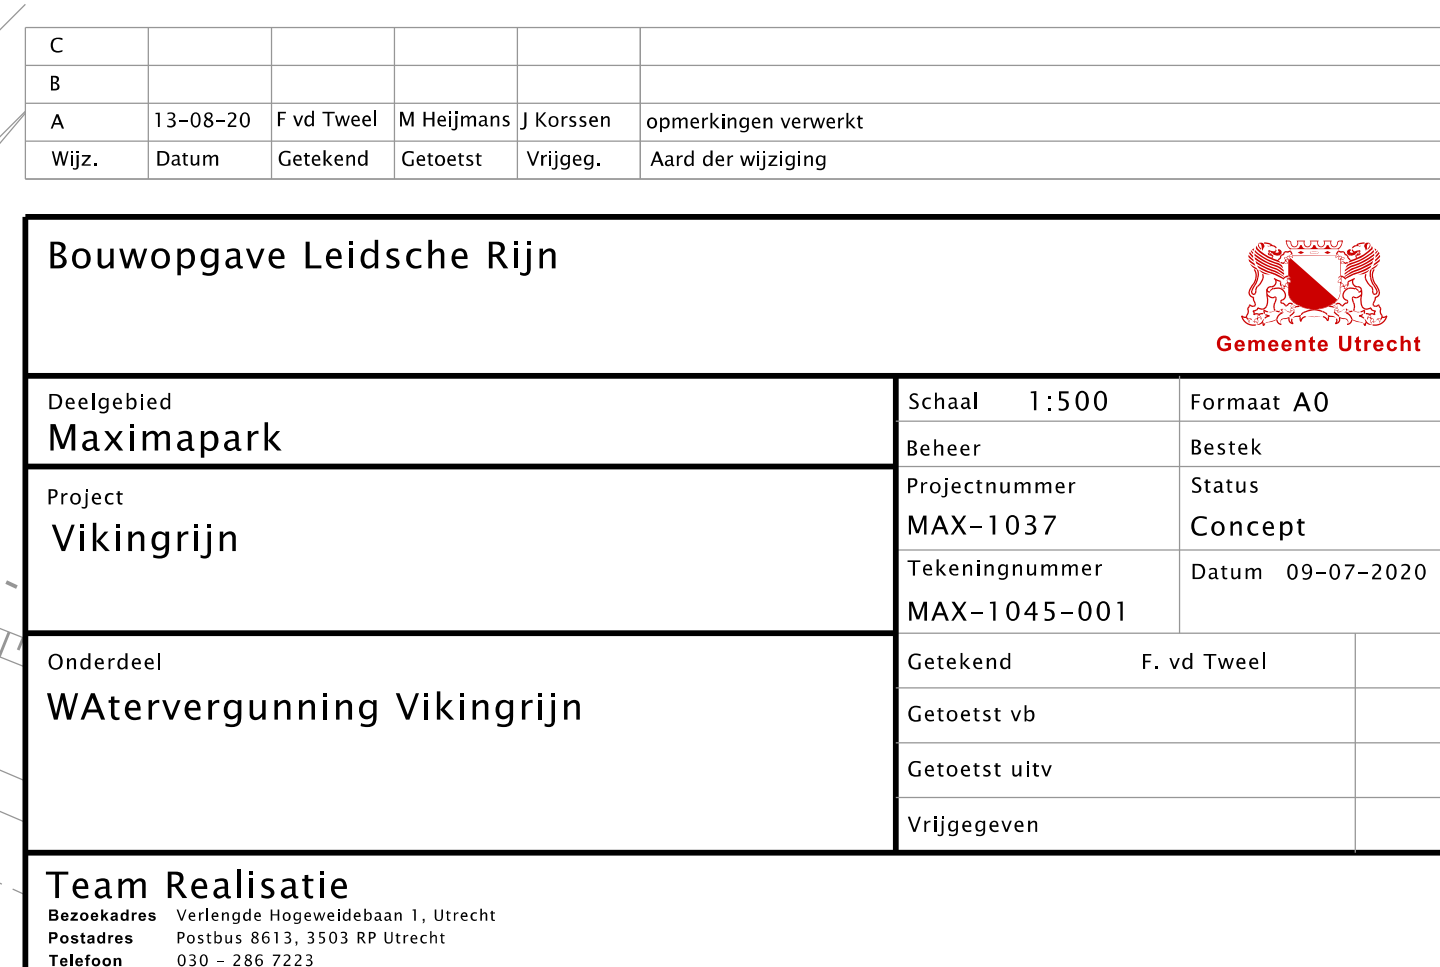 C
B
A 13-08-20 F vd Tweel M Heijmans J Korssen opmerkingen verwerkt
Wijz. Datum Getekend Getoetst Vrijgeg. Aard der wijziging
Bouwopgave Leidsche Rijn
Gemeente Utrecht
Deelgebied
Maximapark
Project
Vikingrijn
Onderdeel
WAtervergunning Vikingrijn
Schaal 1:500 Formaat A0
Beheer Bestek
Projectnummer Status
MAX-1037 Concept
Tekeningnummer Datum 09-07-2020
MAX-1045-001
Getekend F. vd Tweel
Getoetst vb
Getoetst uitv
Vrijgegeven
Team Realisatie
Bezoekadres Verlengde Hogeweidebaan 1, Utrecht
Postadres Postbus 8613, 3503 RP Utrecht
Telefoon 030 - 286 7223